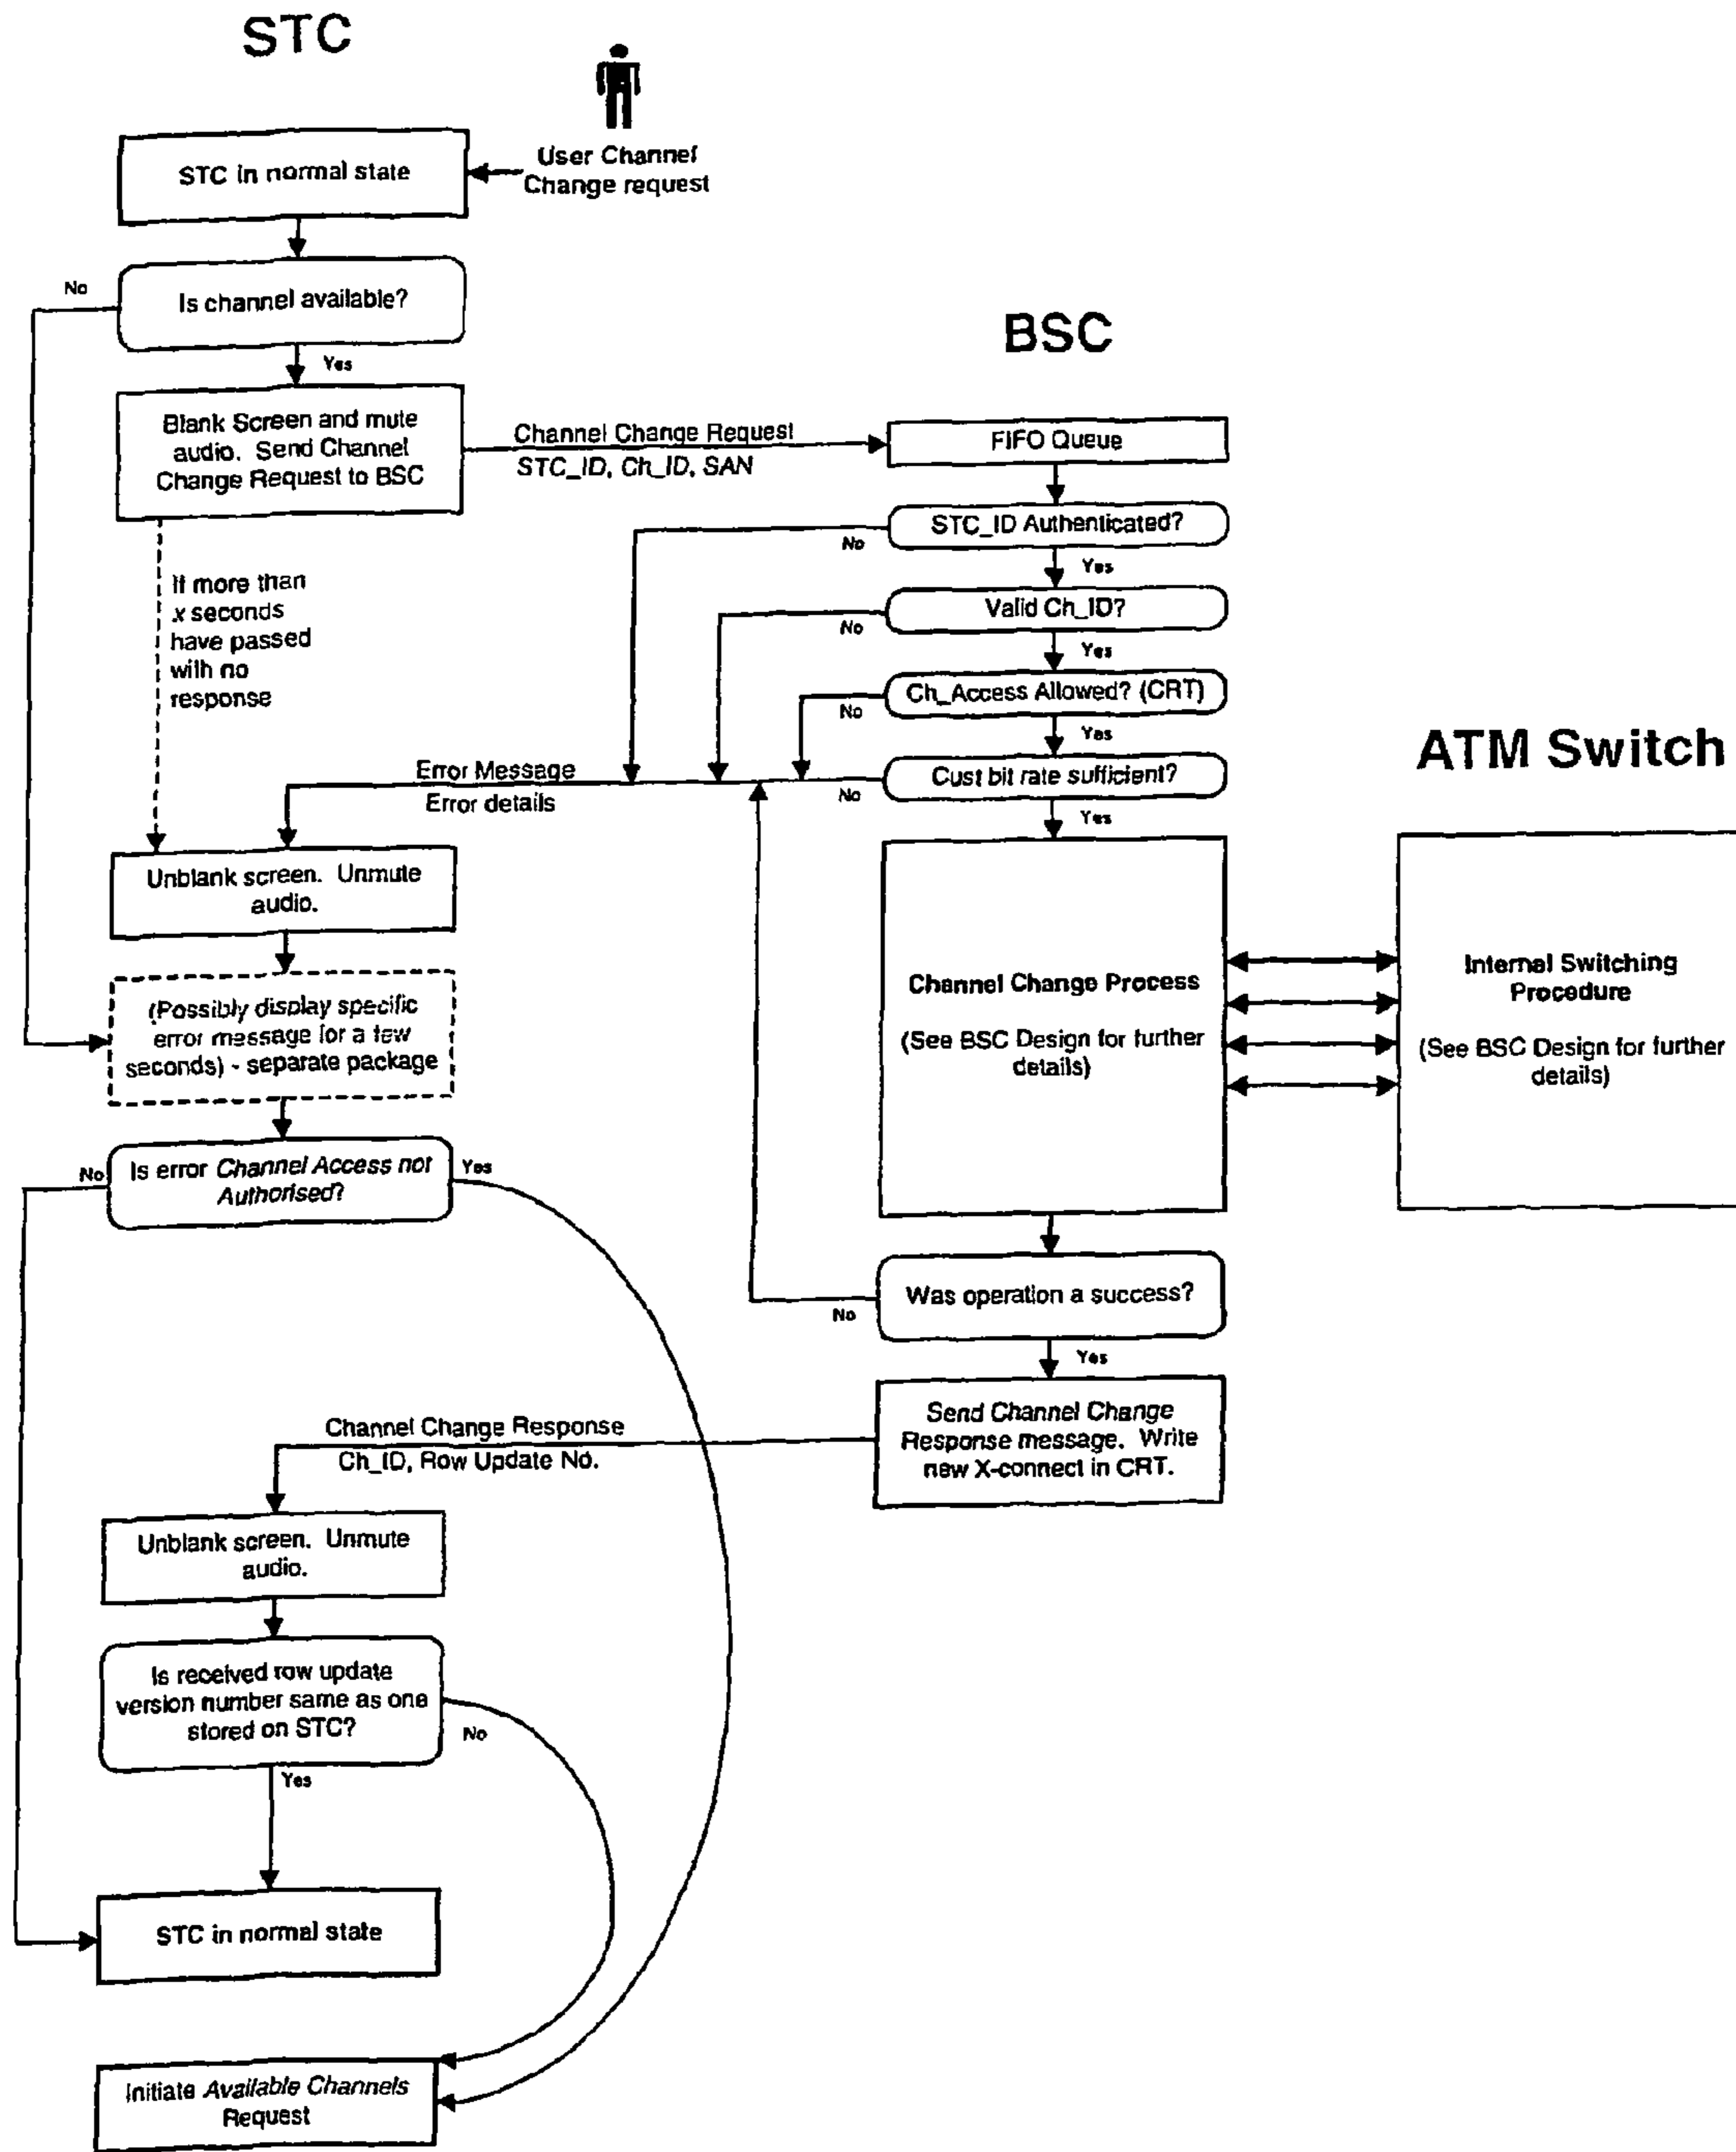 STC
User Channel
Change request
STC in normal state
Is channel available?
No
Yes
Blank Screen and mute
audio. Send Channel
Change Request to BSC
Channel Change Request
STC_ID, Ch_ID, SAN
If more than
x seconds
have passed
with no
response
BSC
FIFO Queue
STC_ID Authenticated?
No
Yes
Valid Ch_ID?
No
Yes
Ch_Access Allowed? (CRT)
No
Yes
Cust bit rate sufficient?
No
Yes
Error Message
Error details
Unblank screen. Unmute
audio.
(Possibly display specific
error message for a few
seconds) - separate package
Is error Channel Access not
Authorised?
No
Yes
Channel Change Process
(See BSC Design for further
details)
ATM Switch
Internal Switching
Procedure
(See BSC Design for further
details)
Was operation a success?
No
Yes
Send Channel Change
Response message. Write
new X-connect in CRT.
Channel Change Response
Ch_ID, Row Update No.
Unblank screen. Unmute
audio.
Is received row update
version number same as one
stored on STC?
No
Yes
STC in normal state
Initiate Available Channels
Request